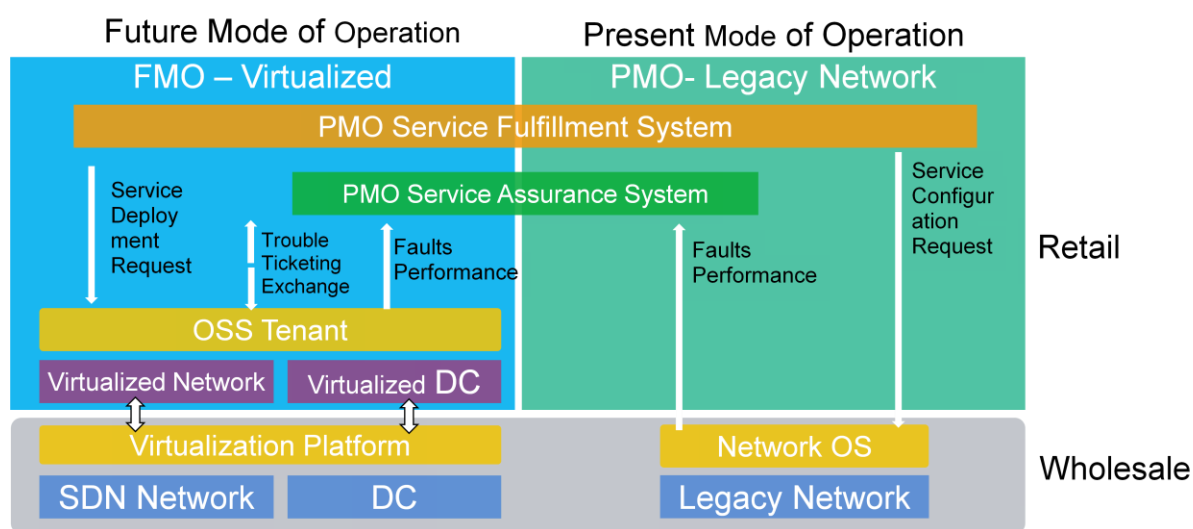 Future Mode of Operation
Present Mode of Operation
FMO – Virtualized
PMO- Legacy Network
PMO Service Fulfillment System
Service
Deploy
ment
Request
PMO Service Assurance System
Trouble
Ticketing
Exchange
Faults
Performance
Faults
Performance
Service
Configur
ation
Request
Retail
OSS Tenant
Virtualized Network
Virtualized DC
Virtualization Platform
Network OS
Wholesale
SDN Network
DC
Legacy Network